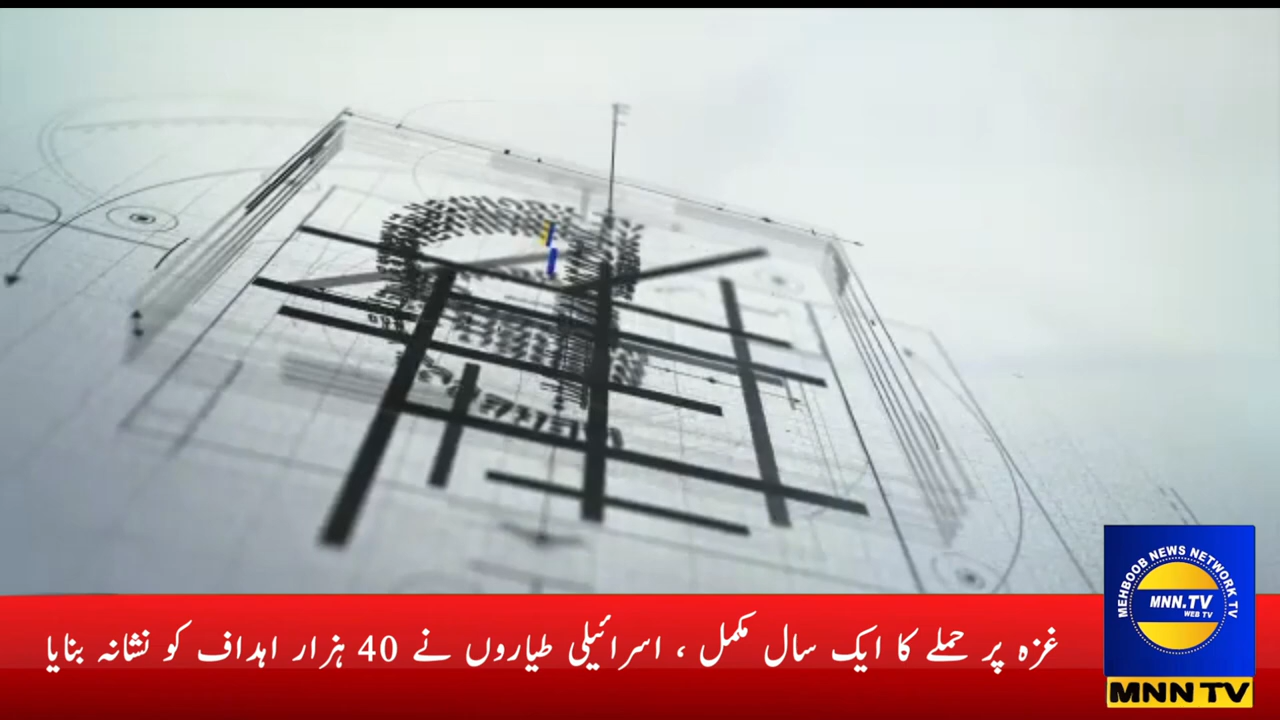 غزہ پر حملے کا ایک سال مکمل ، اسرائیلی طیاروں نے 40 ہزار اہداف کو نشانہ بنایا
MEHBOOB NEWS NETWORK TV
MNN.TV
WEB TV
MNN TV